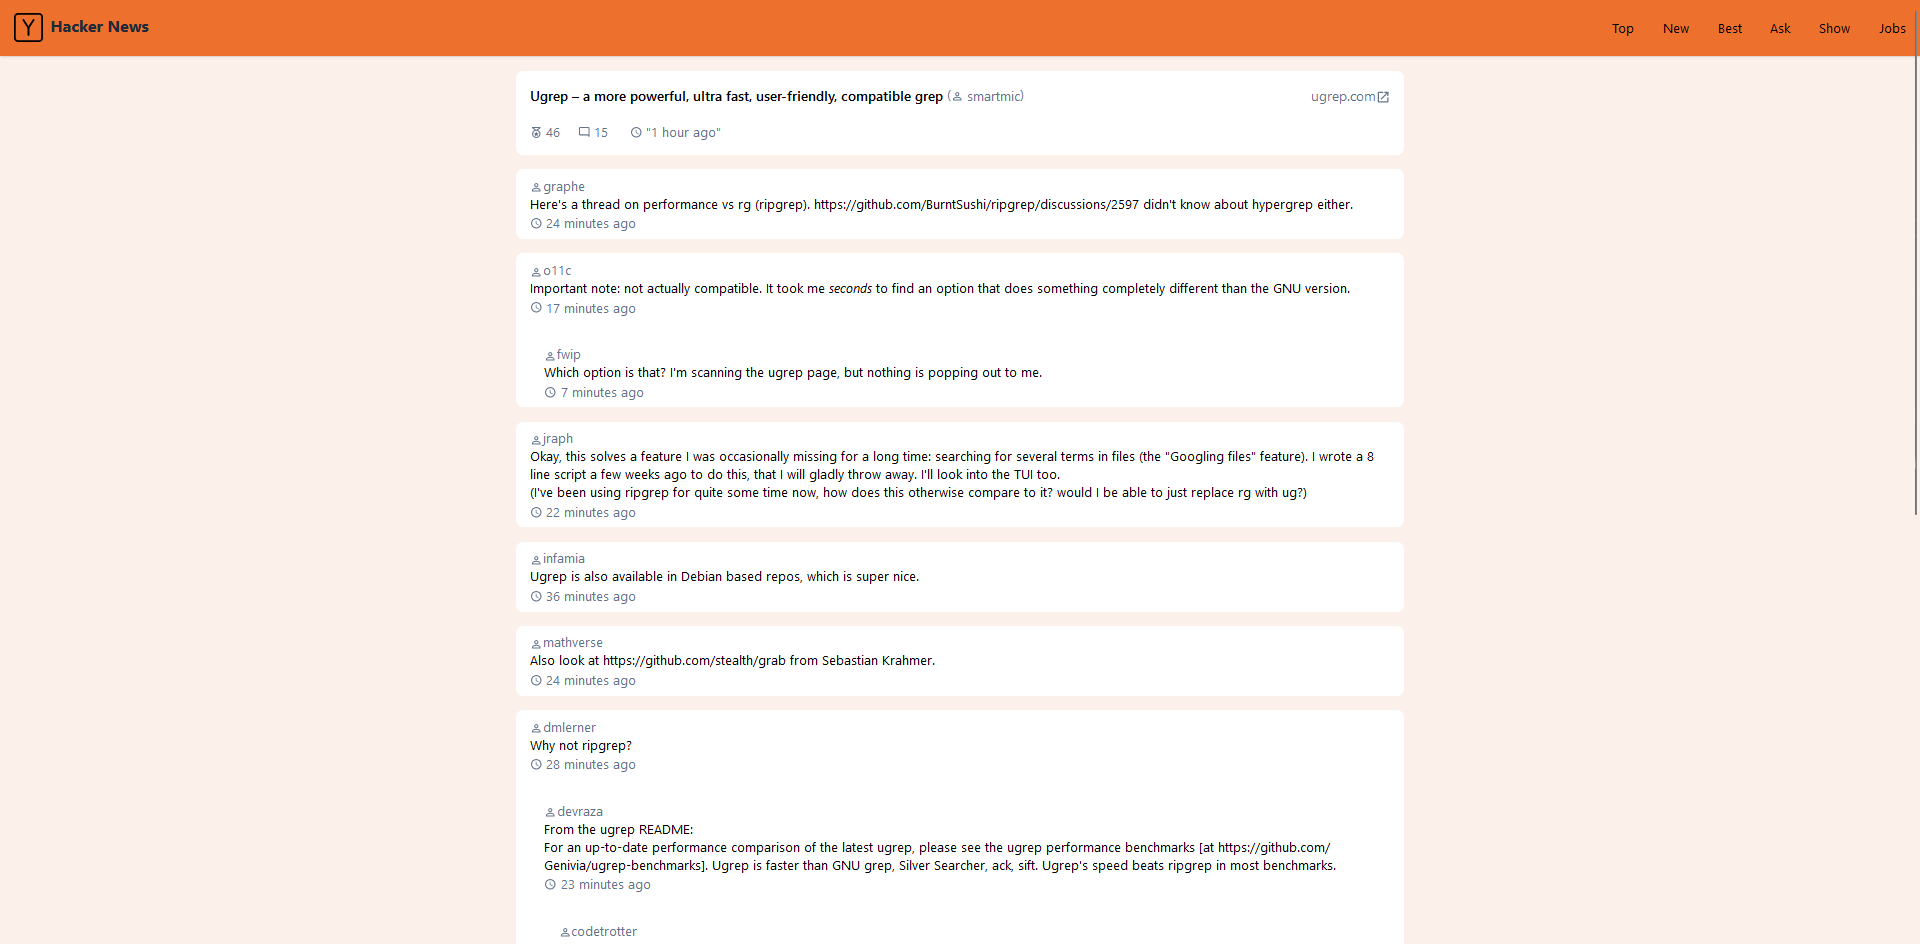 Y Hacker News Top New Best Ask Show Jobs
Ugrep – a more powerful, ultra fast, user-friendly, compatible grep ( smartmic) ugrep.com
46 15 "1 hour ago"
graphe
Here's a thread on performance vs rg (ripgrep). https://github.com/BurntSushi/ripgrep/discussions/2597 didn't know about hypergrep either.
24 minutes ago
o11c
Important note: not actually compatible. It took me seconds to find an option that does something completely different than the GNU version.
17 minutes ago
fwip
Which option is that? I'm scanning the ugrep page, but nothing is popping out to me.
7 minutes ago
jraph
Okay, this solves a feature I was occasionally missing for a long time: searching for several terms in files (the "Googling files" feature). I wrote a 8
line script a few weeks ago to do this, that I will gladly throw away. I'll look into the TUI too.
(I've been using ripgrep for quite some time now, how does this otherwise compare to it? would I be able to just replace rg with ug?)
22 minutes ago
infamia
Ugrep is also available in Debian based repos, which is super nice.
36 minutes ago
mathverse
Also look at https://github.com/stealth/grab from Sebastian Krahmer.
24 minutes ago
dmlerner
Why not ripgrep?
28 minutes ago
devraza
From the ugrep README:
For an up-to-date performance comparison of the latest ugrep, please see the ugrep performance benchmarks [at https://github.com/
Genivia/ugrep-benchmarks]. Ugrep is faster than GNU grep, Silver Searcher, ack, sift. Ugrep's speed beats ripgrep in most benchmarks.
23 minutes ago
codetrotter